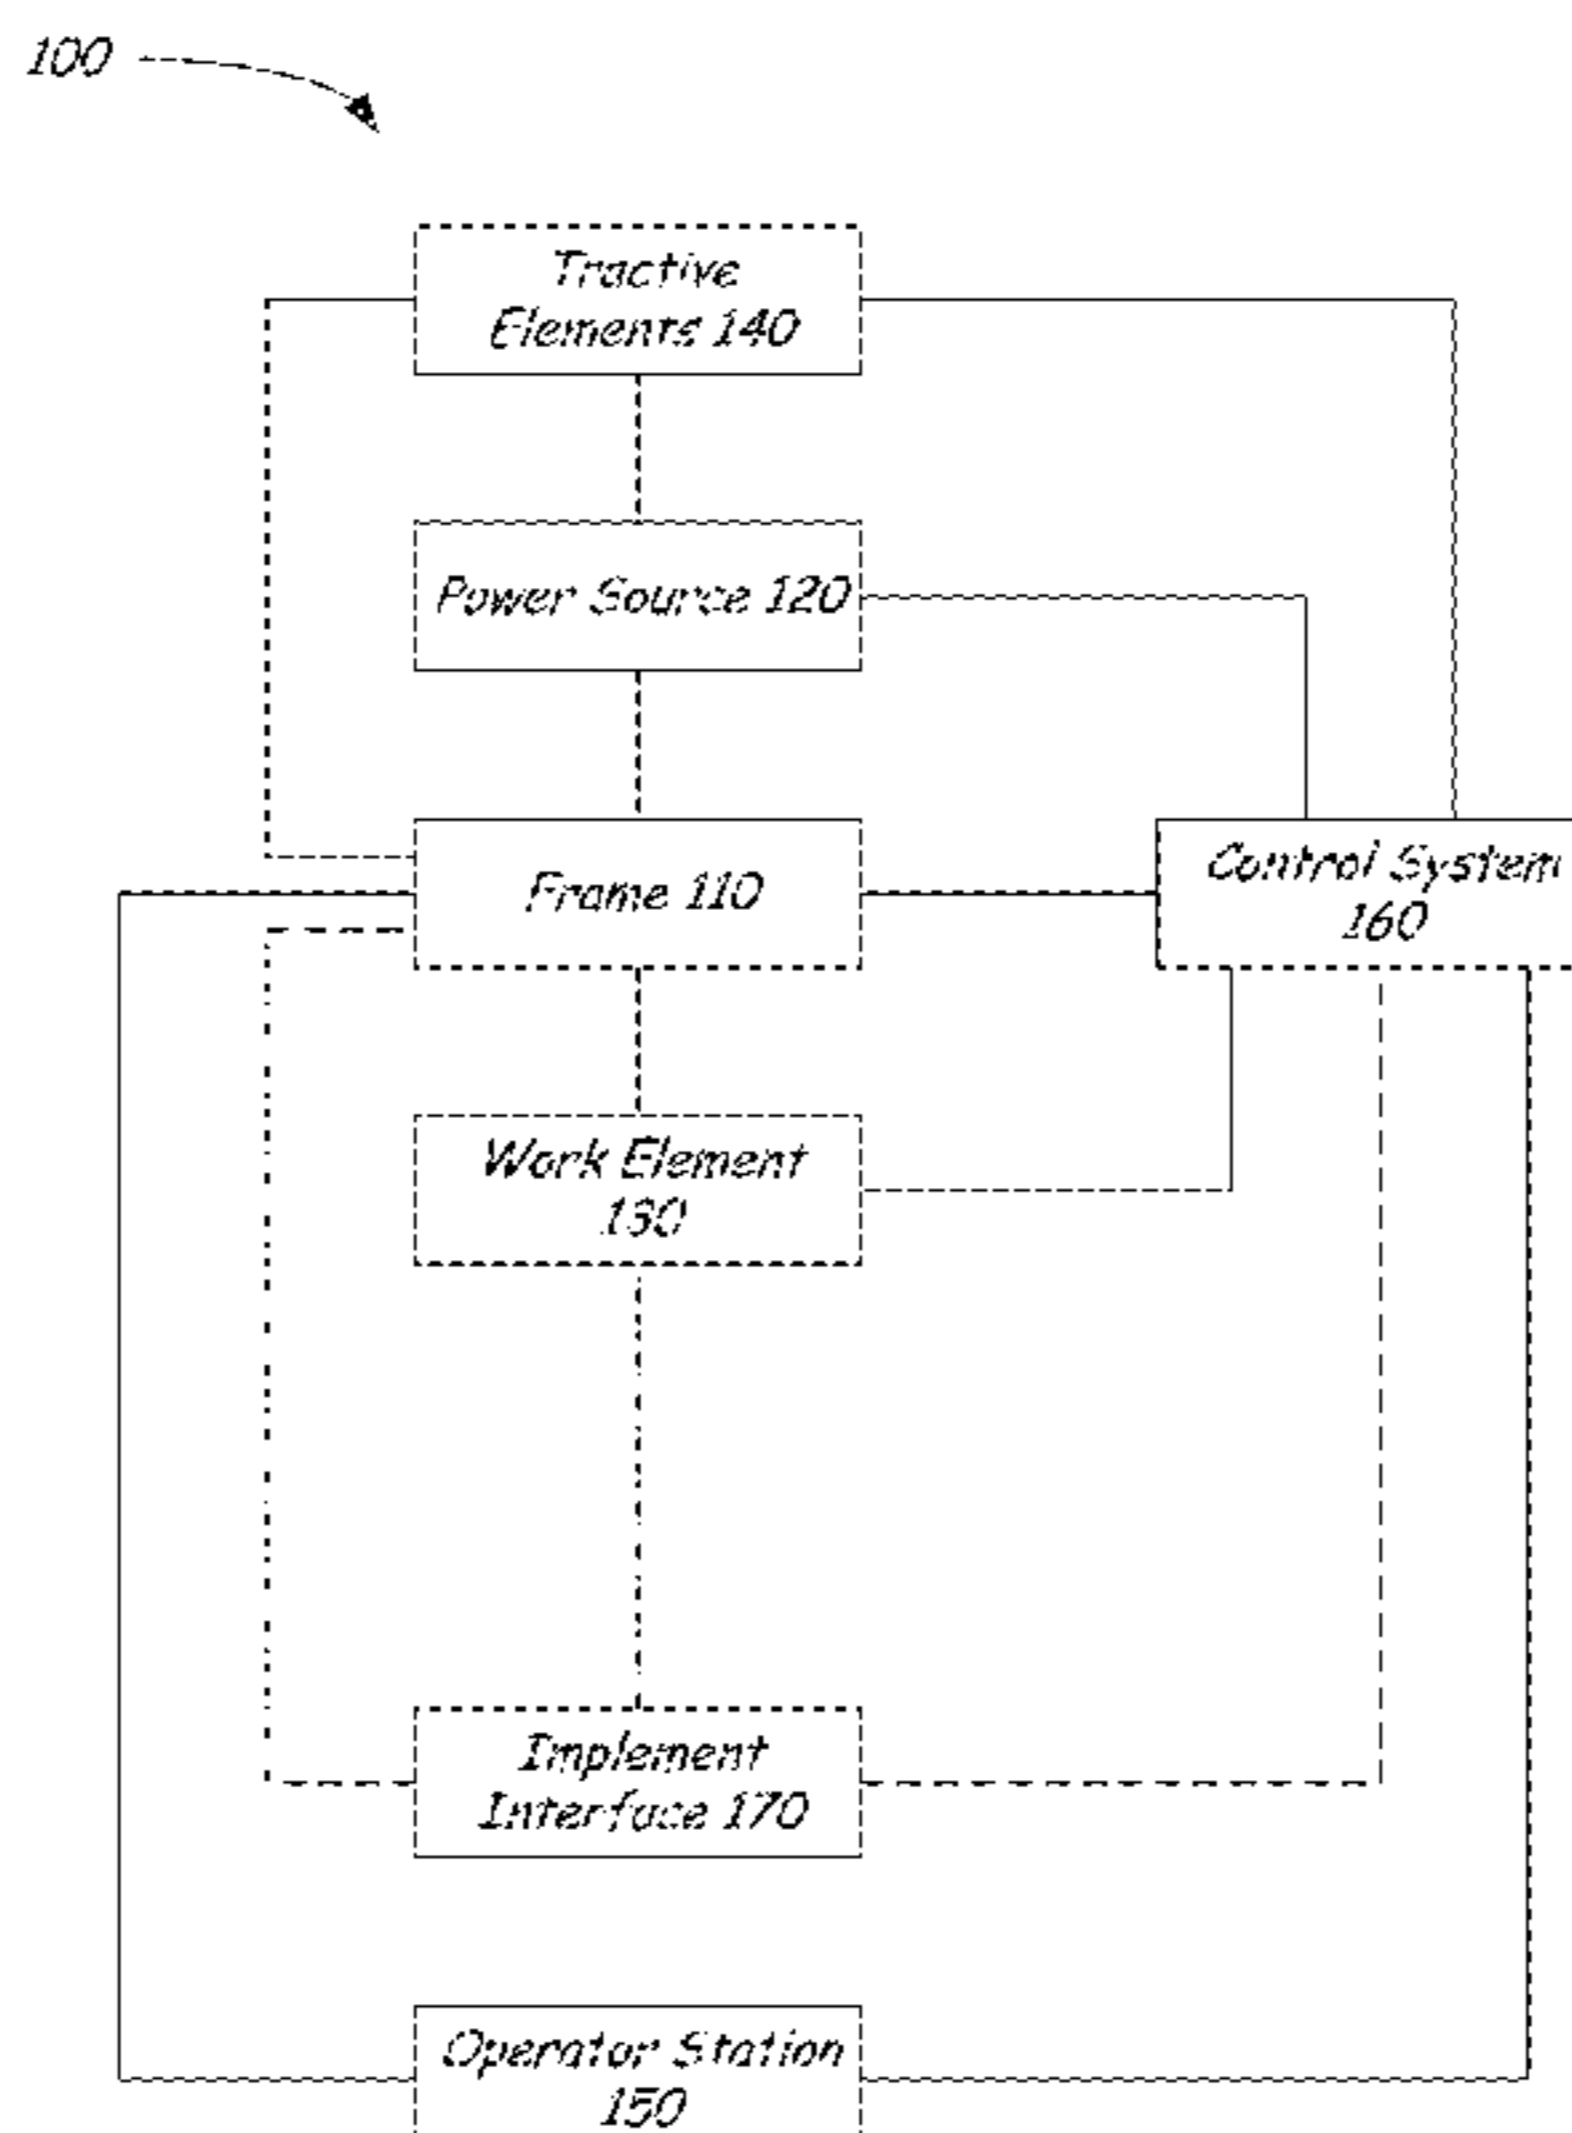 100
Tractive
Elements 140
Power Source 120
Frame 110
Control System
160
Work Element
130
Implement
Interface 170
Operator Station
150